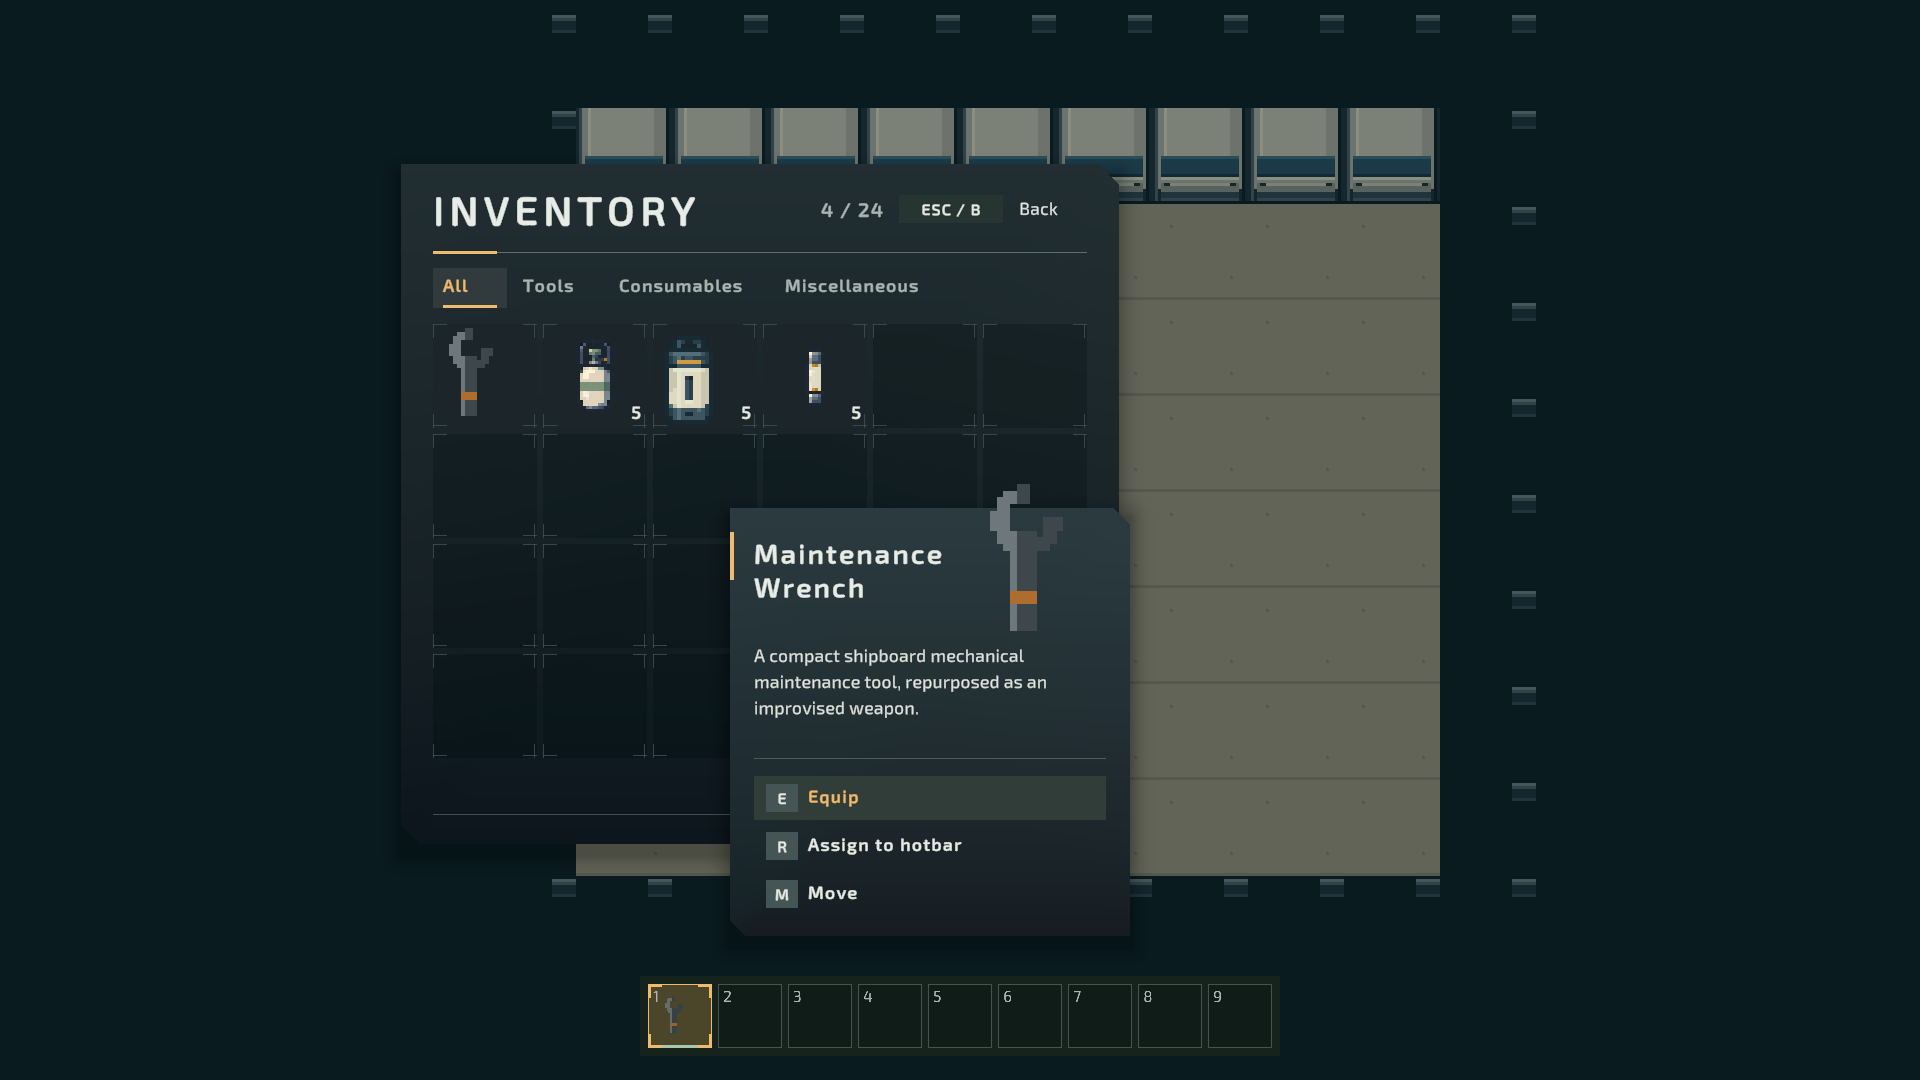 INVENTORY
4 / 24
ESC / B
Back
All
Tools
Consumables
Miscellaneous
5
5
5
Maintenance
Wrench
A compact shipboard mechanical
maintenance tool, repurposed as an
improvised weapon.
E Equip
R Assign to hotbar
M Move
1 2 3 4 5 6 7 8 9